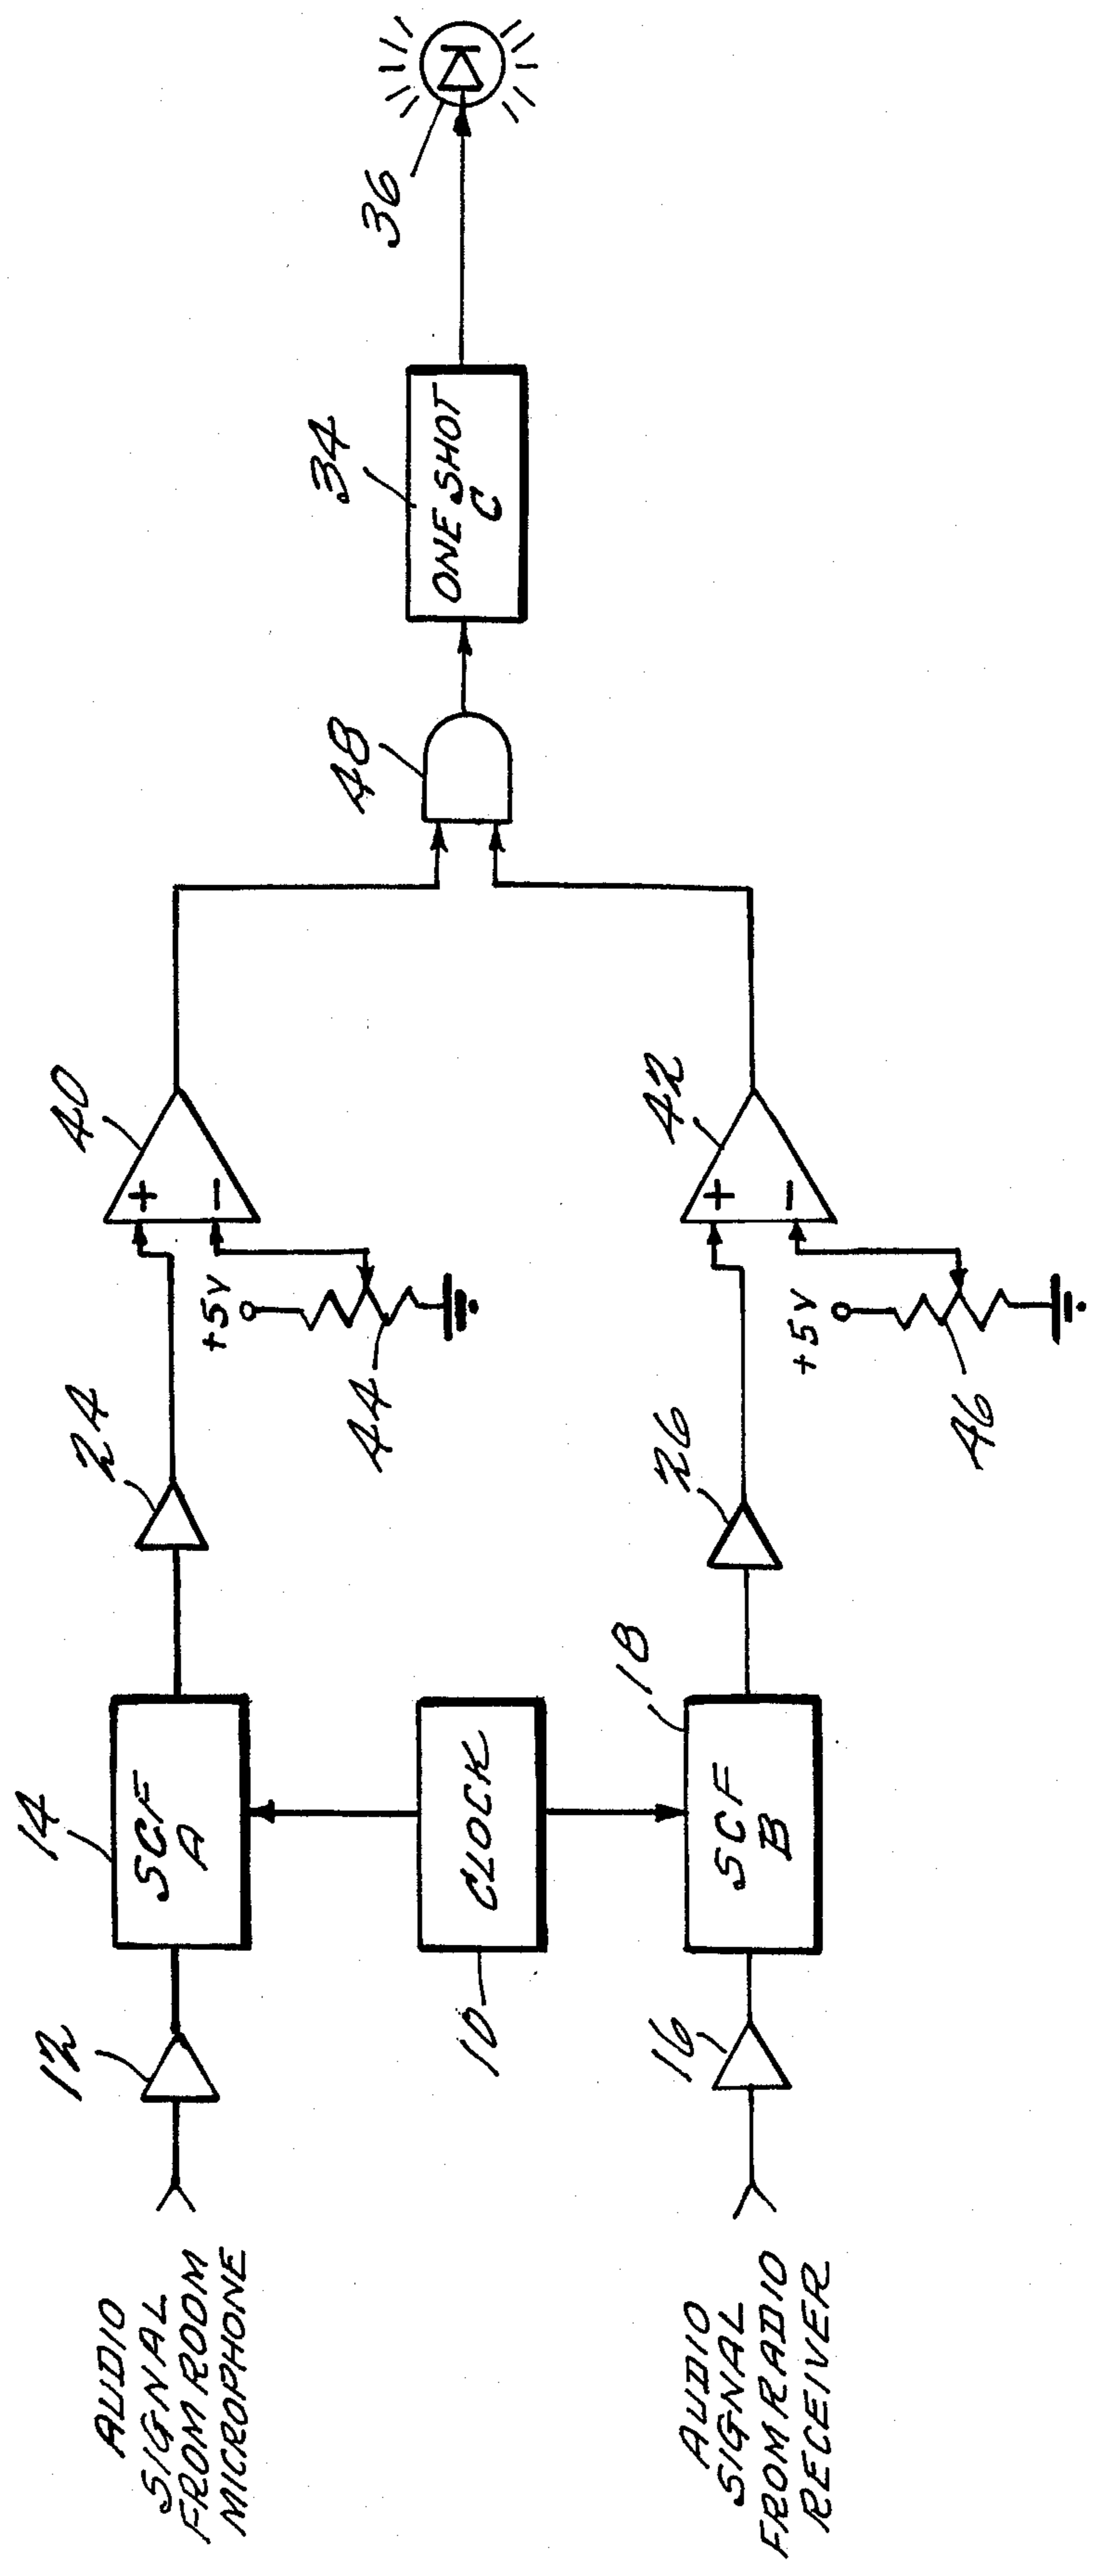 AUDIO
SIGNAL
FROM ROOM
MICROPHONE
12
14
SCF
A
24
+5V
44
+
-
40
10
CLOCK
48
34
ONE SHOT
C
36
AUDIO
SIGNAL
FROM RADIO
RECEIVER
16
18
SCF
B
26
+5V
46
+
-
42